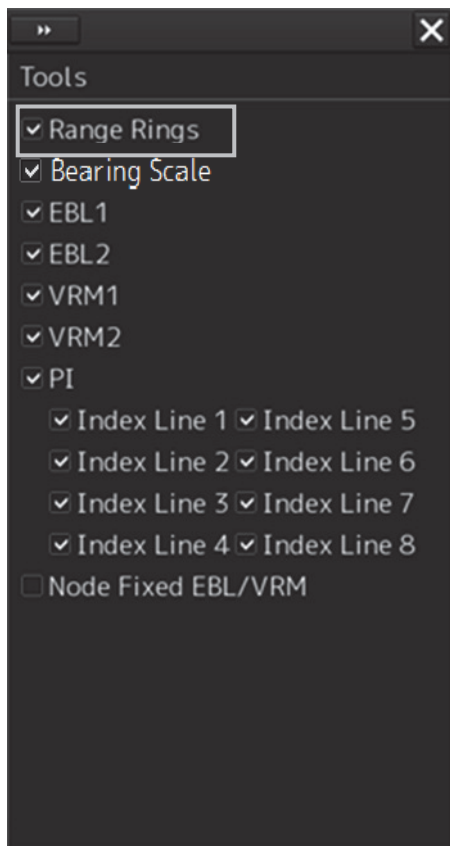 Tools
Range Rings
Bearing Scale
EBL1
EBL2
VRM1
VRM2
PI
Index Line 1 Index Line 5
Index Line 2 Index Line 6
Index Line 3 Index Line 7
Index Line 4 Index Line 8
Node Fixed EBL/VRM